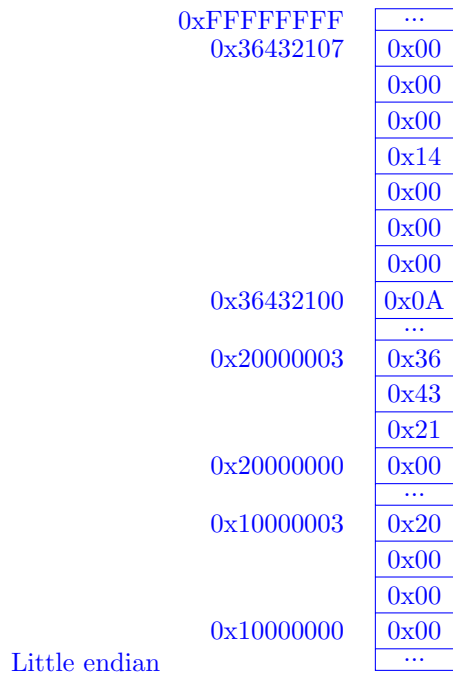 0xFFFFFFFF ...
0x36432107 0x00
0x00
0x00
0x14
0x00
0x00
0x00
0x36432100 0x0A
...
0x20000003 0x36
0x43
0x21
0x20000000 0x00
...
0x10000003 0x20
0x00
0x00
0x10000000 0x00
Little endian ...